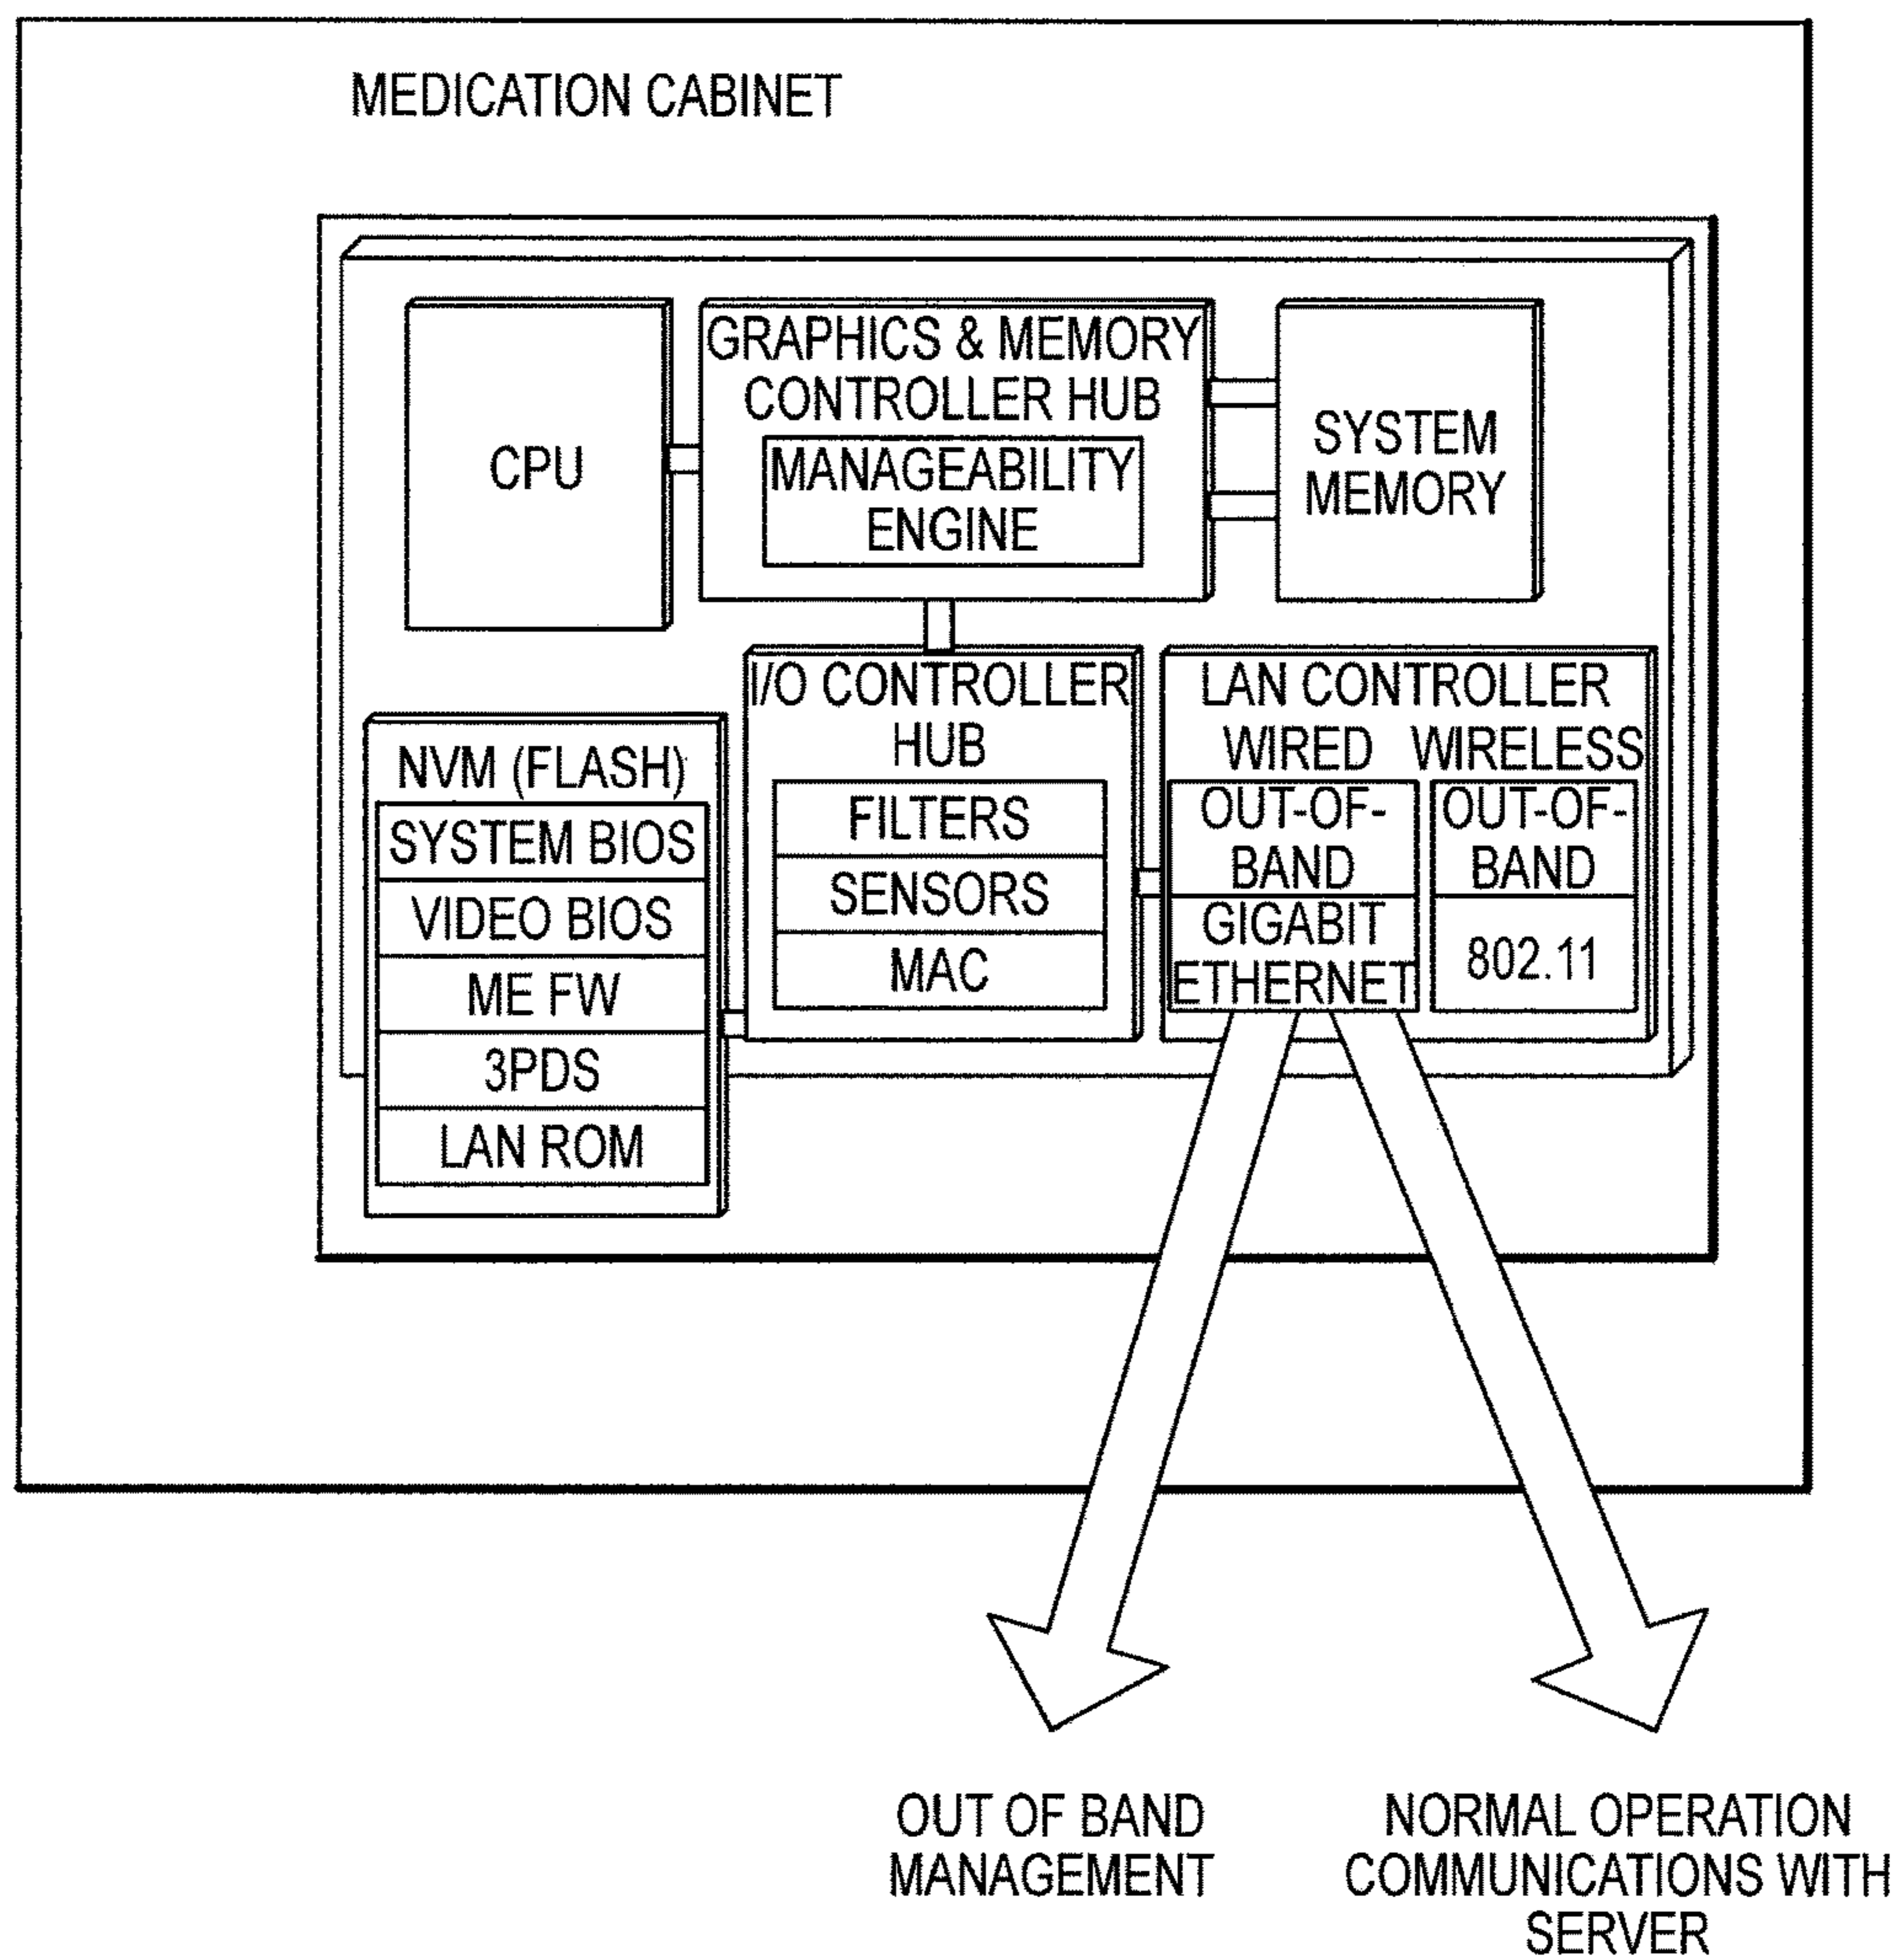 MEDICATION CABINET
CPU
GRAPHICS & MEMORY
CONTROLLER HUB
MANAGEABILITY
ENGINE
SYSTEM
MEMORY
NVM (FLASH)
SYSTEM BIOS
VIDEO BIOS
ME FW
3PDS
LAN ROM
I/O CONTROLLER
HUB
FILTERS
SENSORS
MAC
LAN CONTROLLER
WIRED
OUT-OF-
BAND
GIGABIT
ETHERNET
WIRELESS
OUT-OF-
BAND
802.11
OUT OF BAND
MANAGEMENT
NORMAL OPERATION
COMMUNICATIONS WITH
SERVER